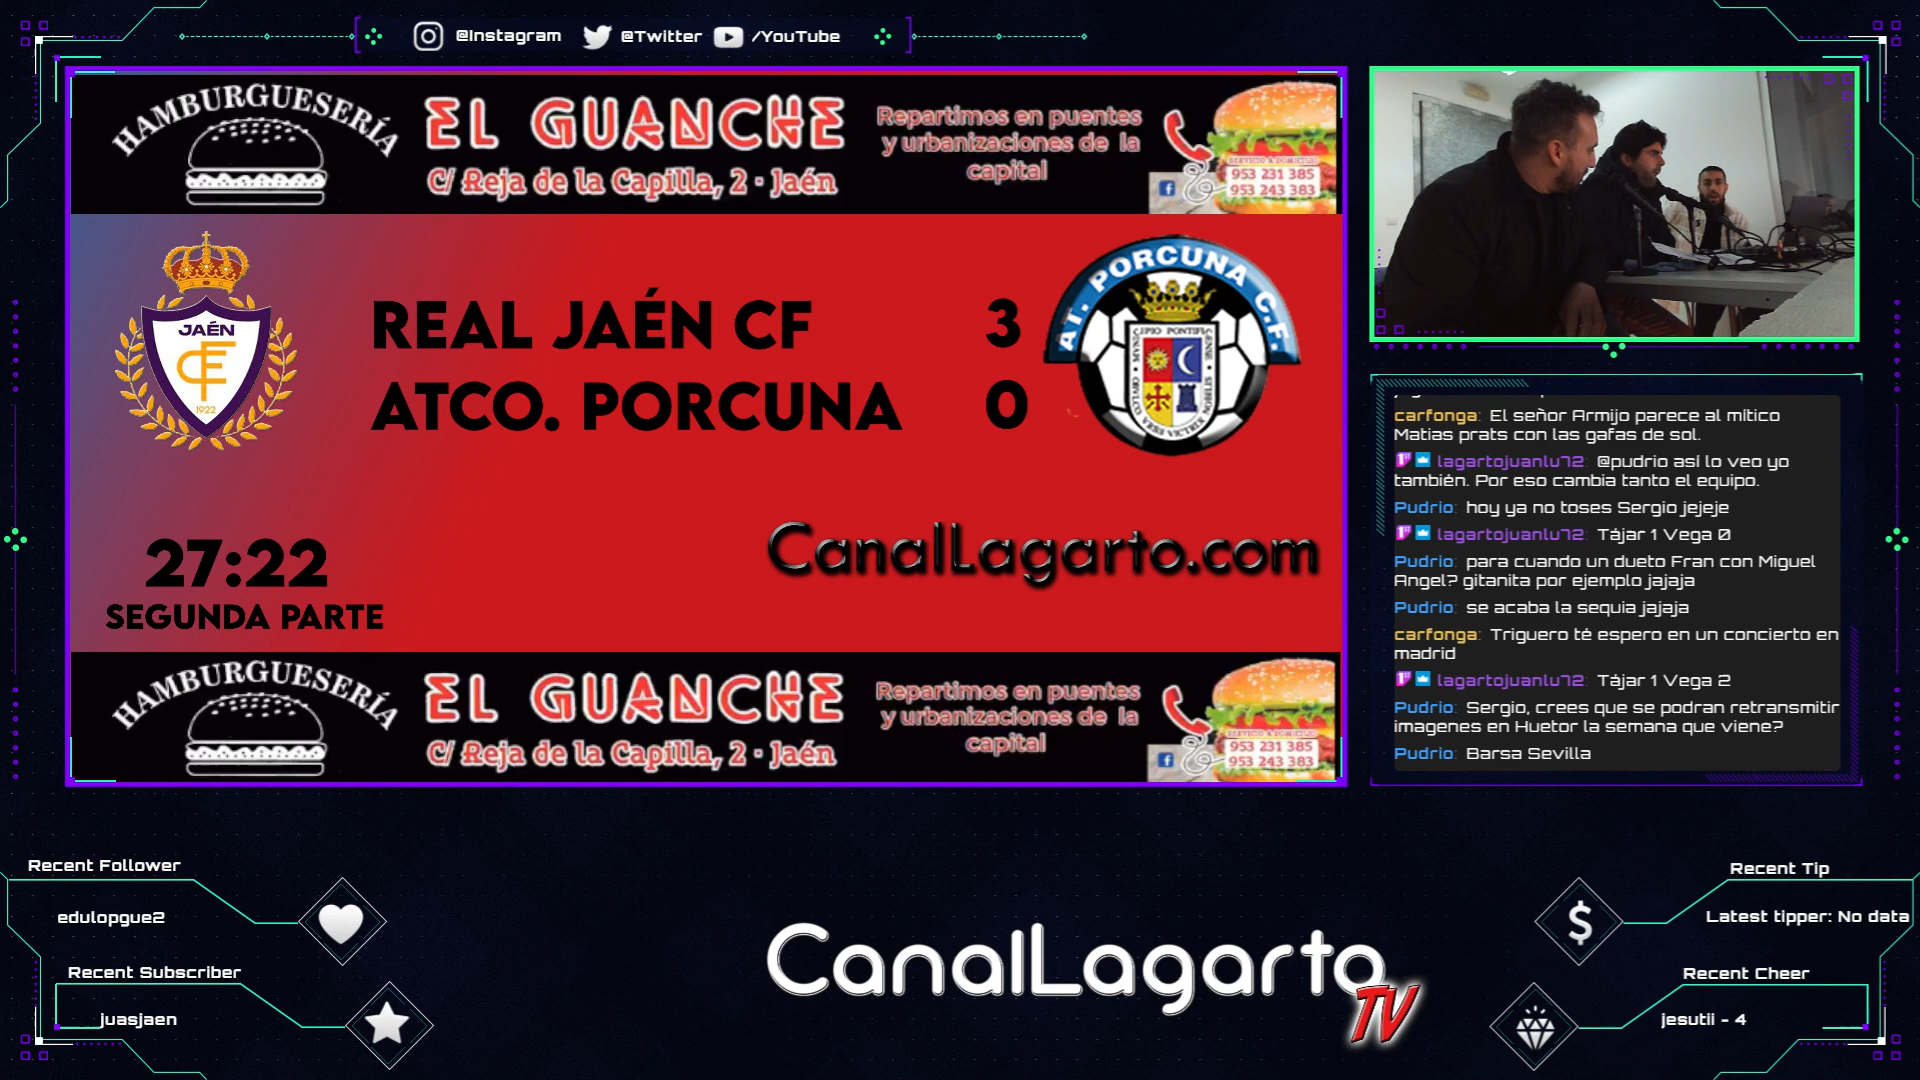 @Instagram @Twitter /YouTube
HAMBURGUESERÍA
EL GUANCHE
C/ Reja de la Capilla, 2 · Jaén
Repartimos en puentes
y urbanizaciones de la
capital
SERVICIO A DOMICILIO
953 231 385
953 243 383
JAÉN
CF
1922
REAL JAÉN CF 3
ATCO. PORCUNA 0
AT. PORCUNA C.F.
27:22
SEGUNDA PARTE
CanalLagarto.com
HAMBURGUESERÍA
EL GUANCHE
C/ Reja de la Capilla, 2 · Jaén
Repartimos en puentes
y urbanizaciones de la
capital
SERVICIO A DOMICILIO
953 231 385
953 243 383
carfonga: El señor Armijo parece al mítico
Matias prats con las gafas de sol.
lagartojuanlu72: @pudrio así lo veo yo
también. Por eso cambia tanto el equipo.
Pudrio: hoy ya no toses Sergio jejeje
lagartojuanlu72: Tájar 1 Vega 0
Pudrio: para cuando un dueto Fran con Miguel
Angel? gitanita por ejemplo jajaja
Pudrio: se acaba la sequia jajaja
carfonga: Triguero té espero en un concierto en
madrid
lagartojuanlu72: Tájar 1 Vega 2
Pudrio: Sergio, crees que se podran retransmitir
imagenes en Huetor la semana que viene?
Pudrio: Barsa Sevilla
Recent Follower
edulopgue2
Recent Subscriber
juasjaen
CanalLagarto
TV
Recent Tip
Latest tipper: No data
Recent Cheer
jesutii - 4